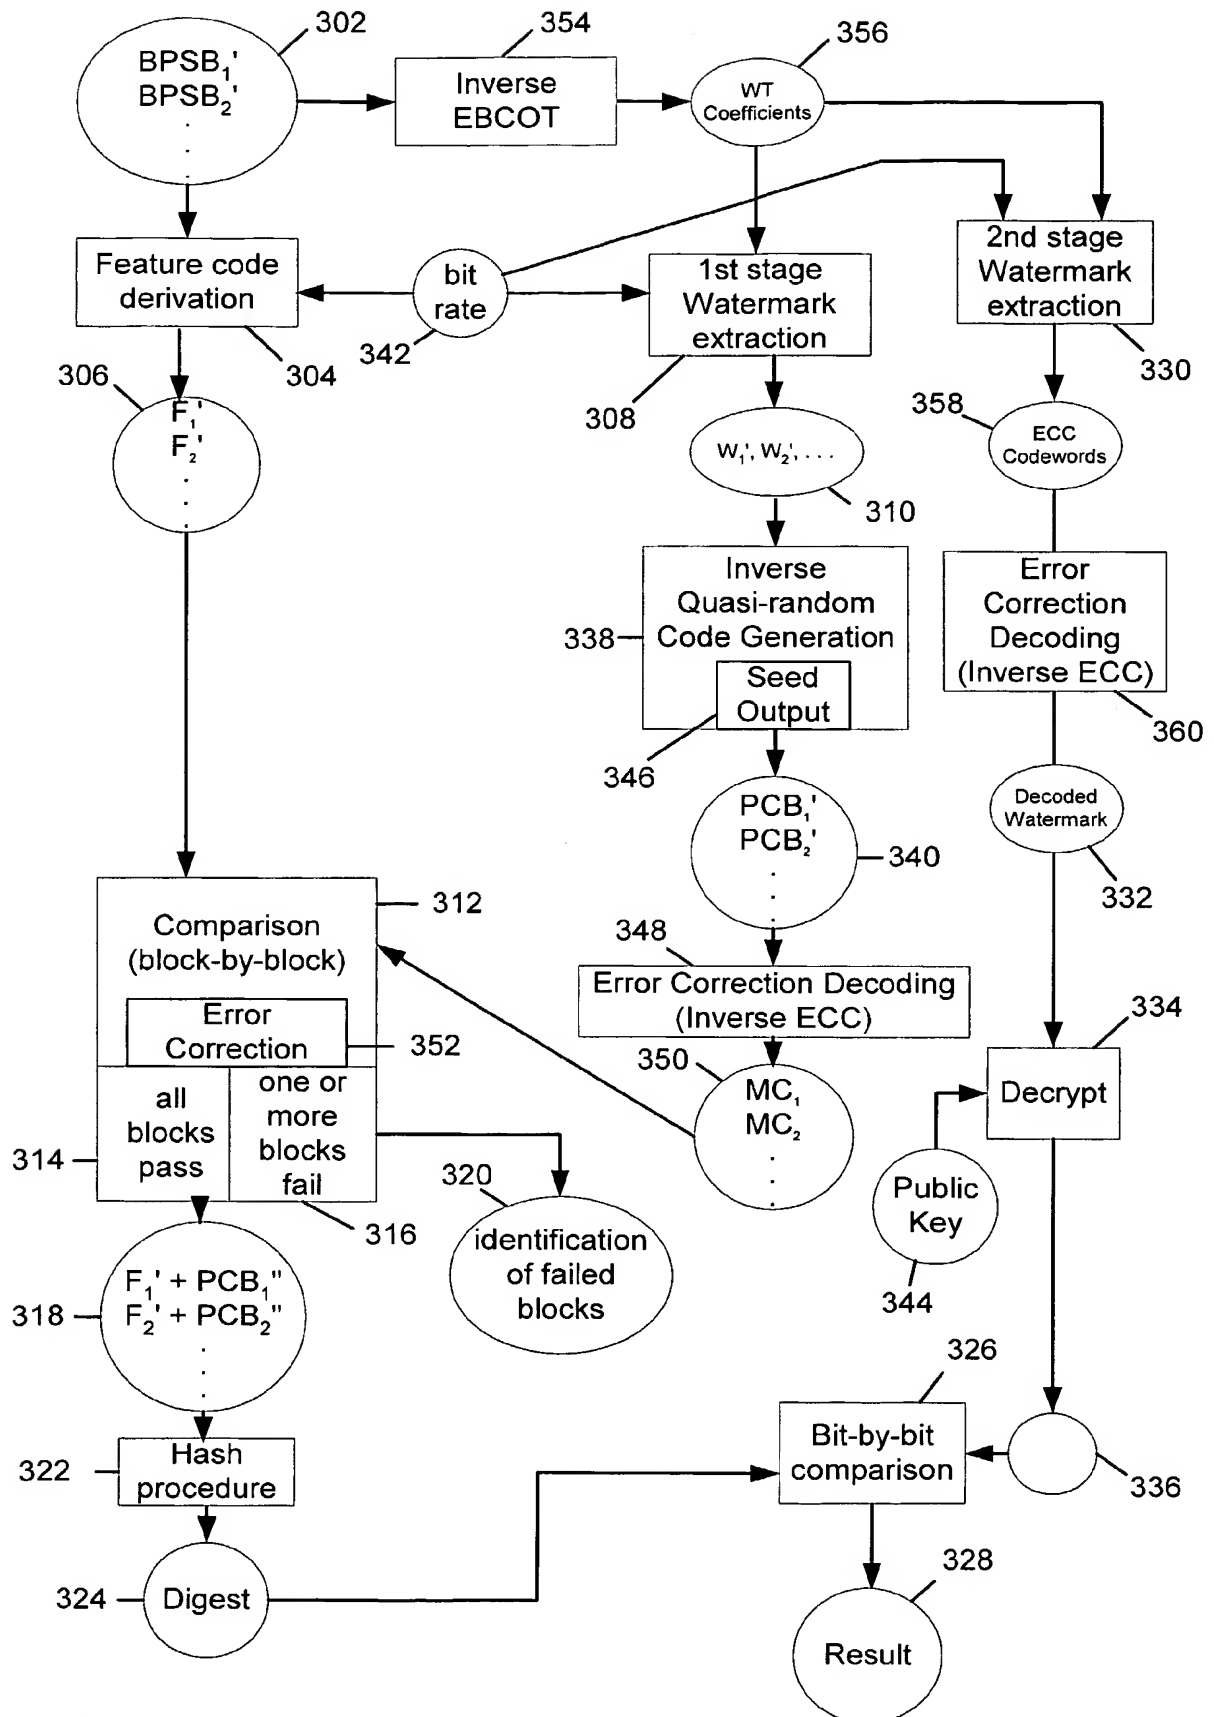 302
354
356
BPSB₁'
BPSB₂'
.
.
Inverse
EBCOT
WT
Coefficients
Feature code
derivation
bit
rate
1st stage
Watermark
extraction
2nd stage
Watermark
extraction
342
304
306
308
330
358
F₁'
F₂'
.
.
.
W₁', W₂', . . .
310
ECC
Codewords
338
Inverse
Quasi-random
Code Generation
Seed
Output
346
Error
Correction
Decoding
(Inverse ECC)
360
PCB₁'
PCB₂'
.
.
.
340
Decoded
Watermark
332
312
Comparison
(block-by-block)
Error
Correction
352
348
Error Correction Decoding
(Inverse ECC)
334
Decrypt
350
MC₁
MC₂
.
.
.
314
all
blocks
pass
one or
more
blocks
fail
316
320
identification
of failed
blocks
Public
Key
344
318
F₁' + PCB₁"
F₂' + PCB₂"
.
.
.
326
Bit-by-bit
comparison
336
322
Hash
procedure
324
Digest
328
Result